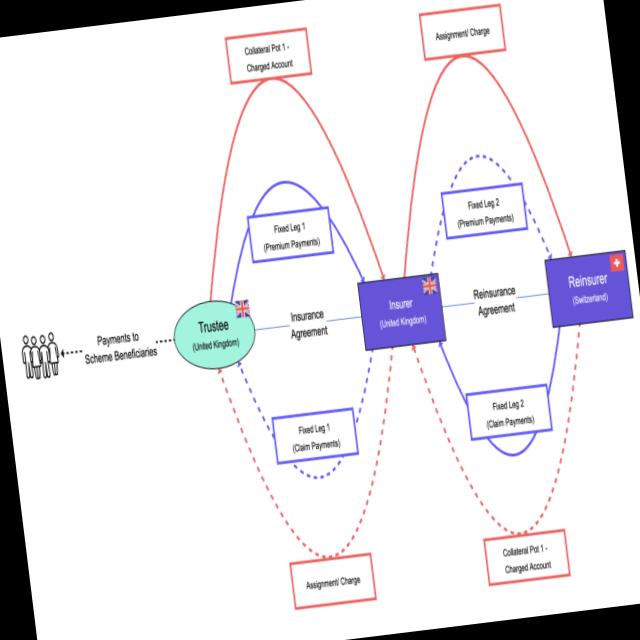 Collateral Pot 1 -
Charged Account
Assignment/ Charge
Fixed Leg 1
(Premium Payments)
Fixed Leg 2
(Premium Payments)
Trustee
(United Kingdom)
Insurance
Agreement
Insurer
(United Kingdom)
Reinsurance
Agreement
Reinsurer
(Switzerland)
Payments to
Scheme Beneficiaries
Fixed Leg 1
(Claim Payments)
Fixed Leg 2
(Claim Payments)
Assignment/ Charge
Collateral Pot 1 -
Charged Account